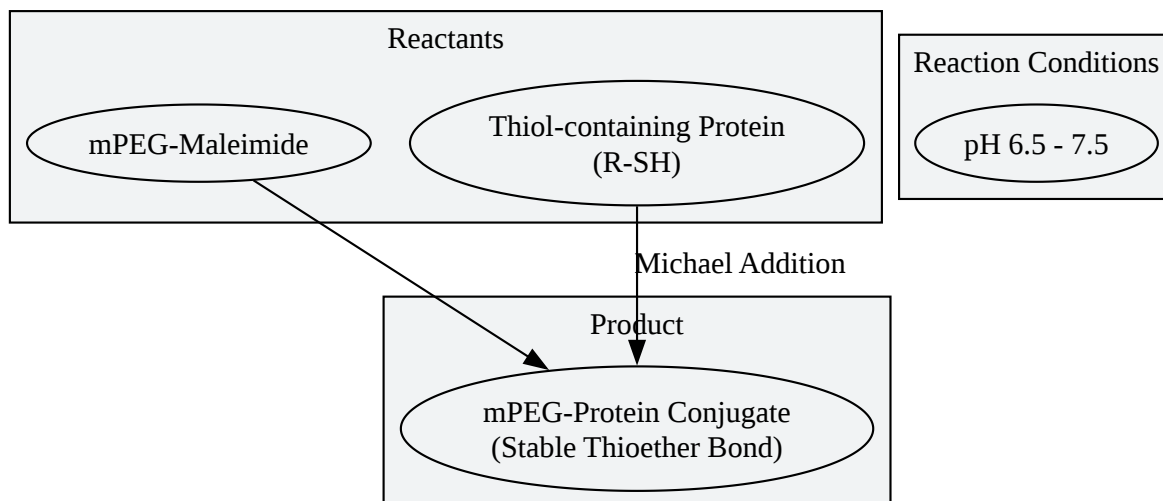 Reactants
Reaction Conditions
mPEG-Maleimide
Thiol-containing Protein
(R-SH)
pH 6.5 - 7.5
Michael Addition
Product
mPEG-Protein Conjugate
(Stable Thioether Bond)